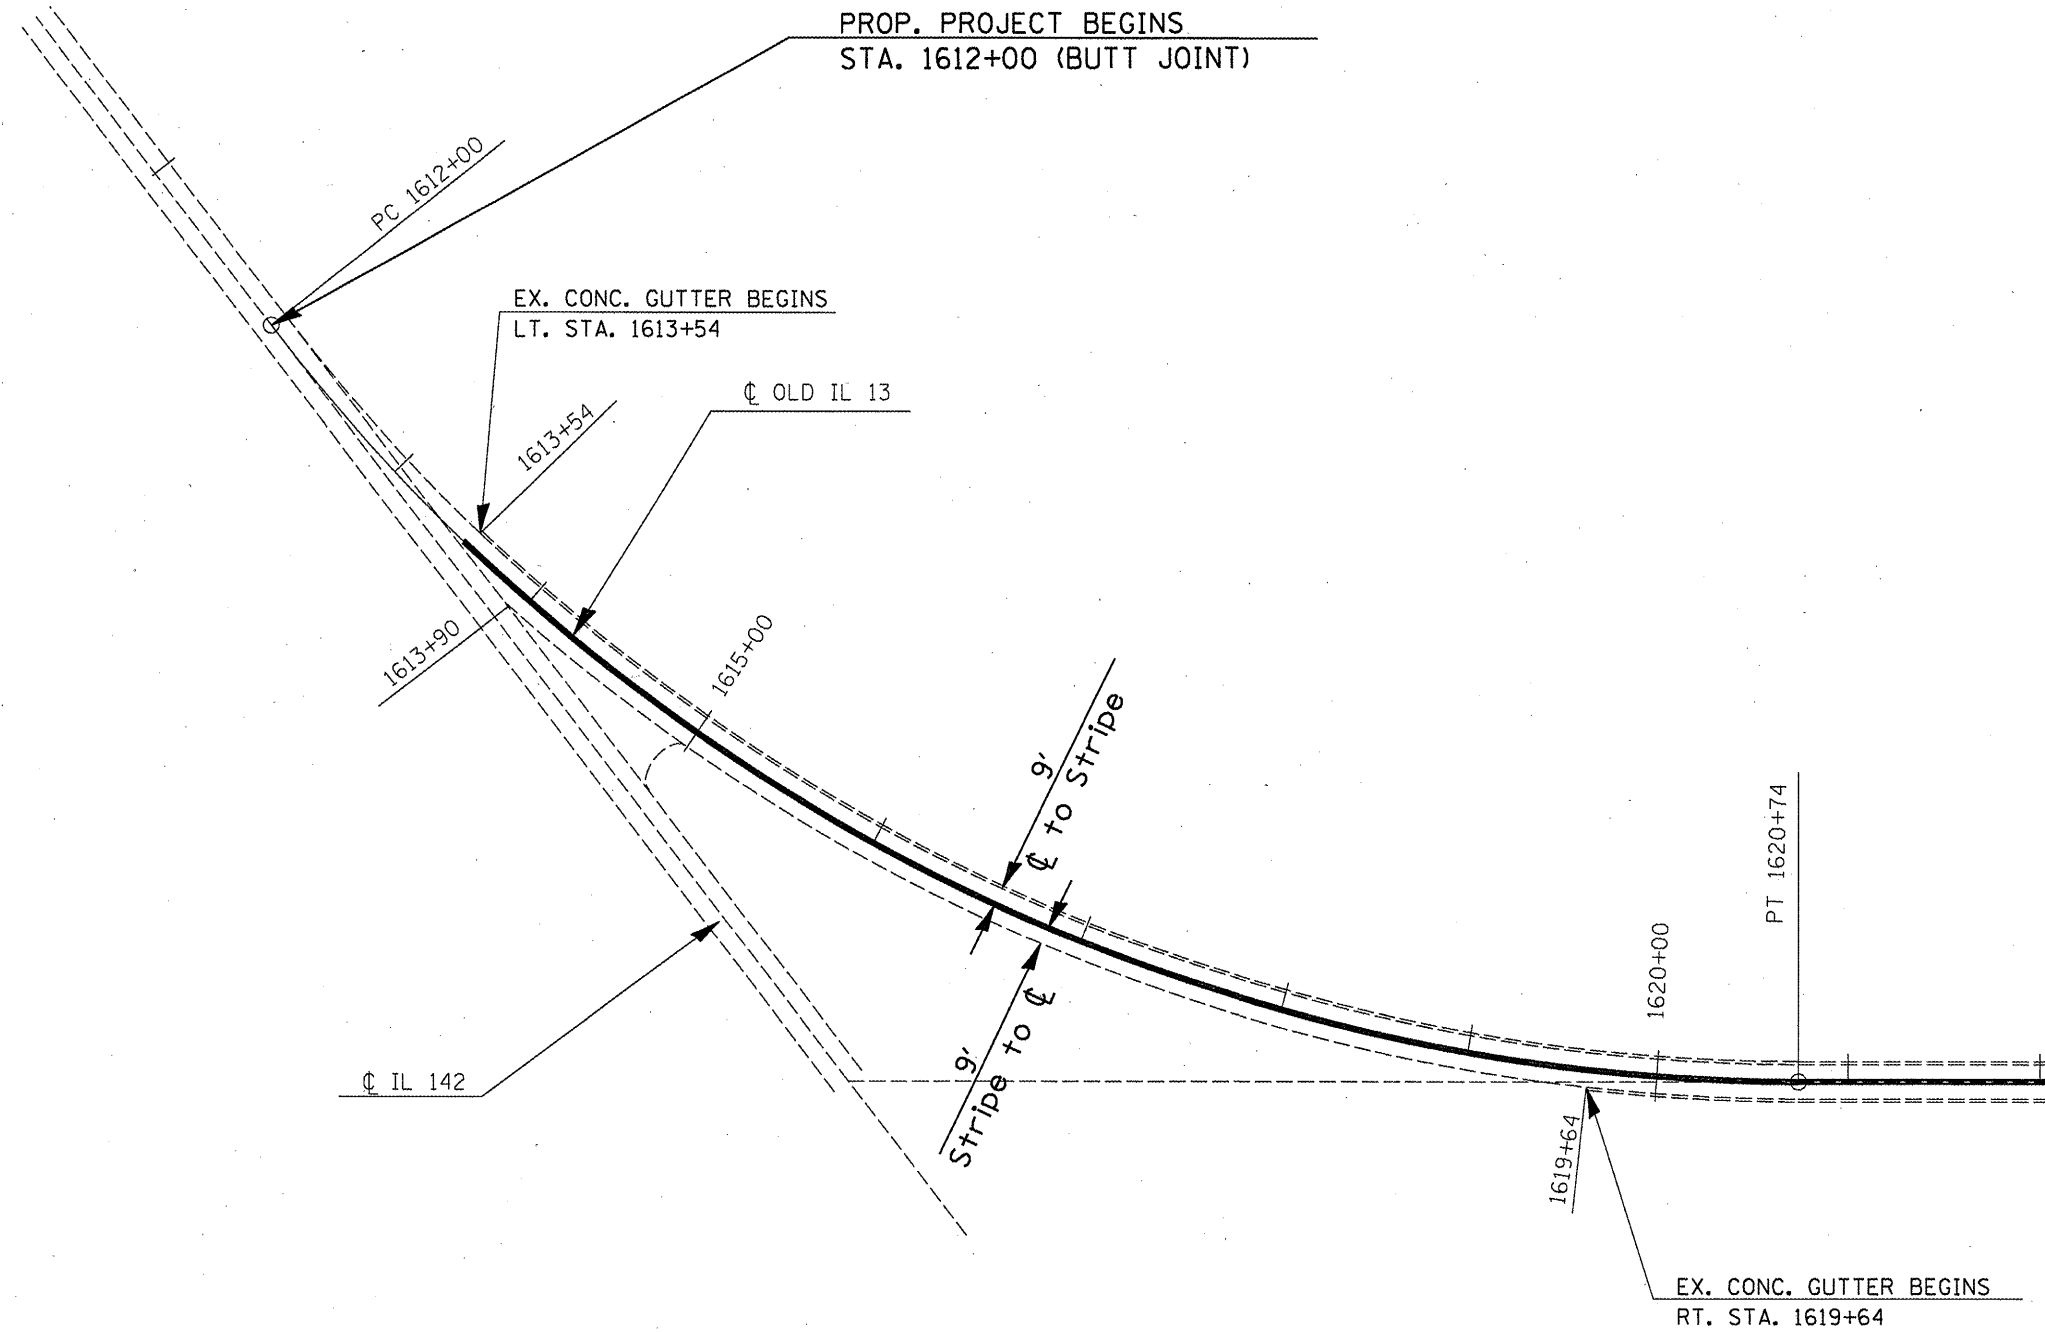 PROP. PROJECT BEGINS
STA. 1612+00 (BUTT JOINT)
PC 1612+00
EX. CONC. GUTTER BEGINS
LT. STA. 1613+54
℄ OLD IL 13
1613+54
1613+90
1615+00
9'
℄ to Stripe
PT 1620+74
1620+00
9'
Stripe to ℄
℄ IL 142
1619+64
EX. CONC. GUTTER BEGINS
RT. STA. 1619+64